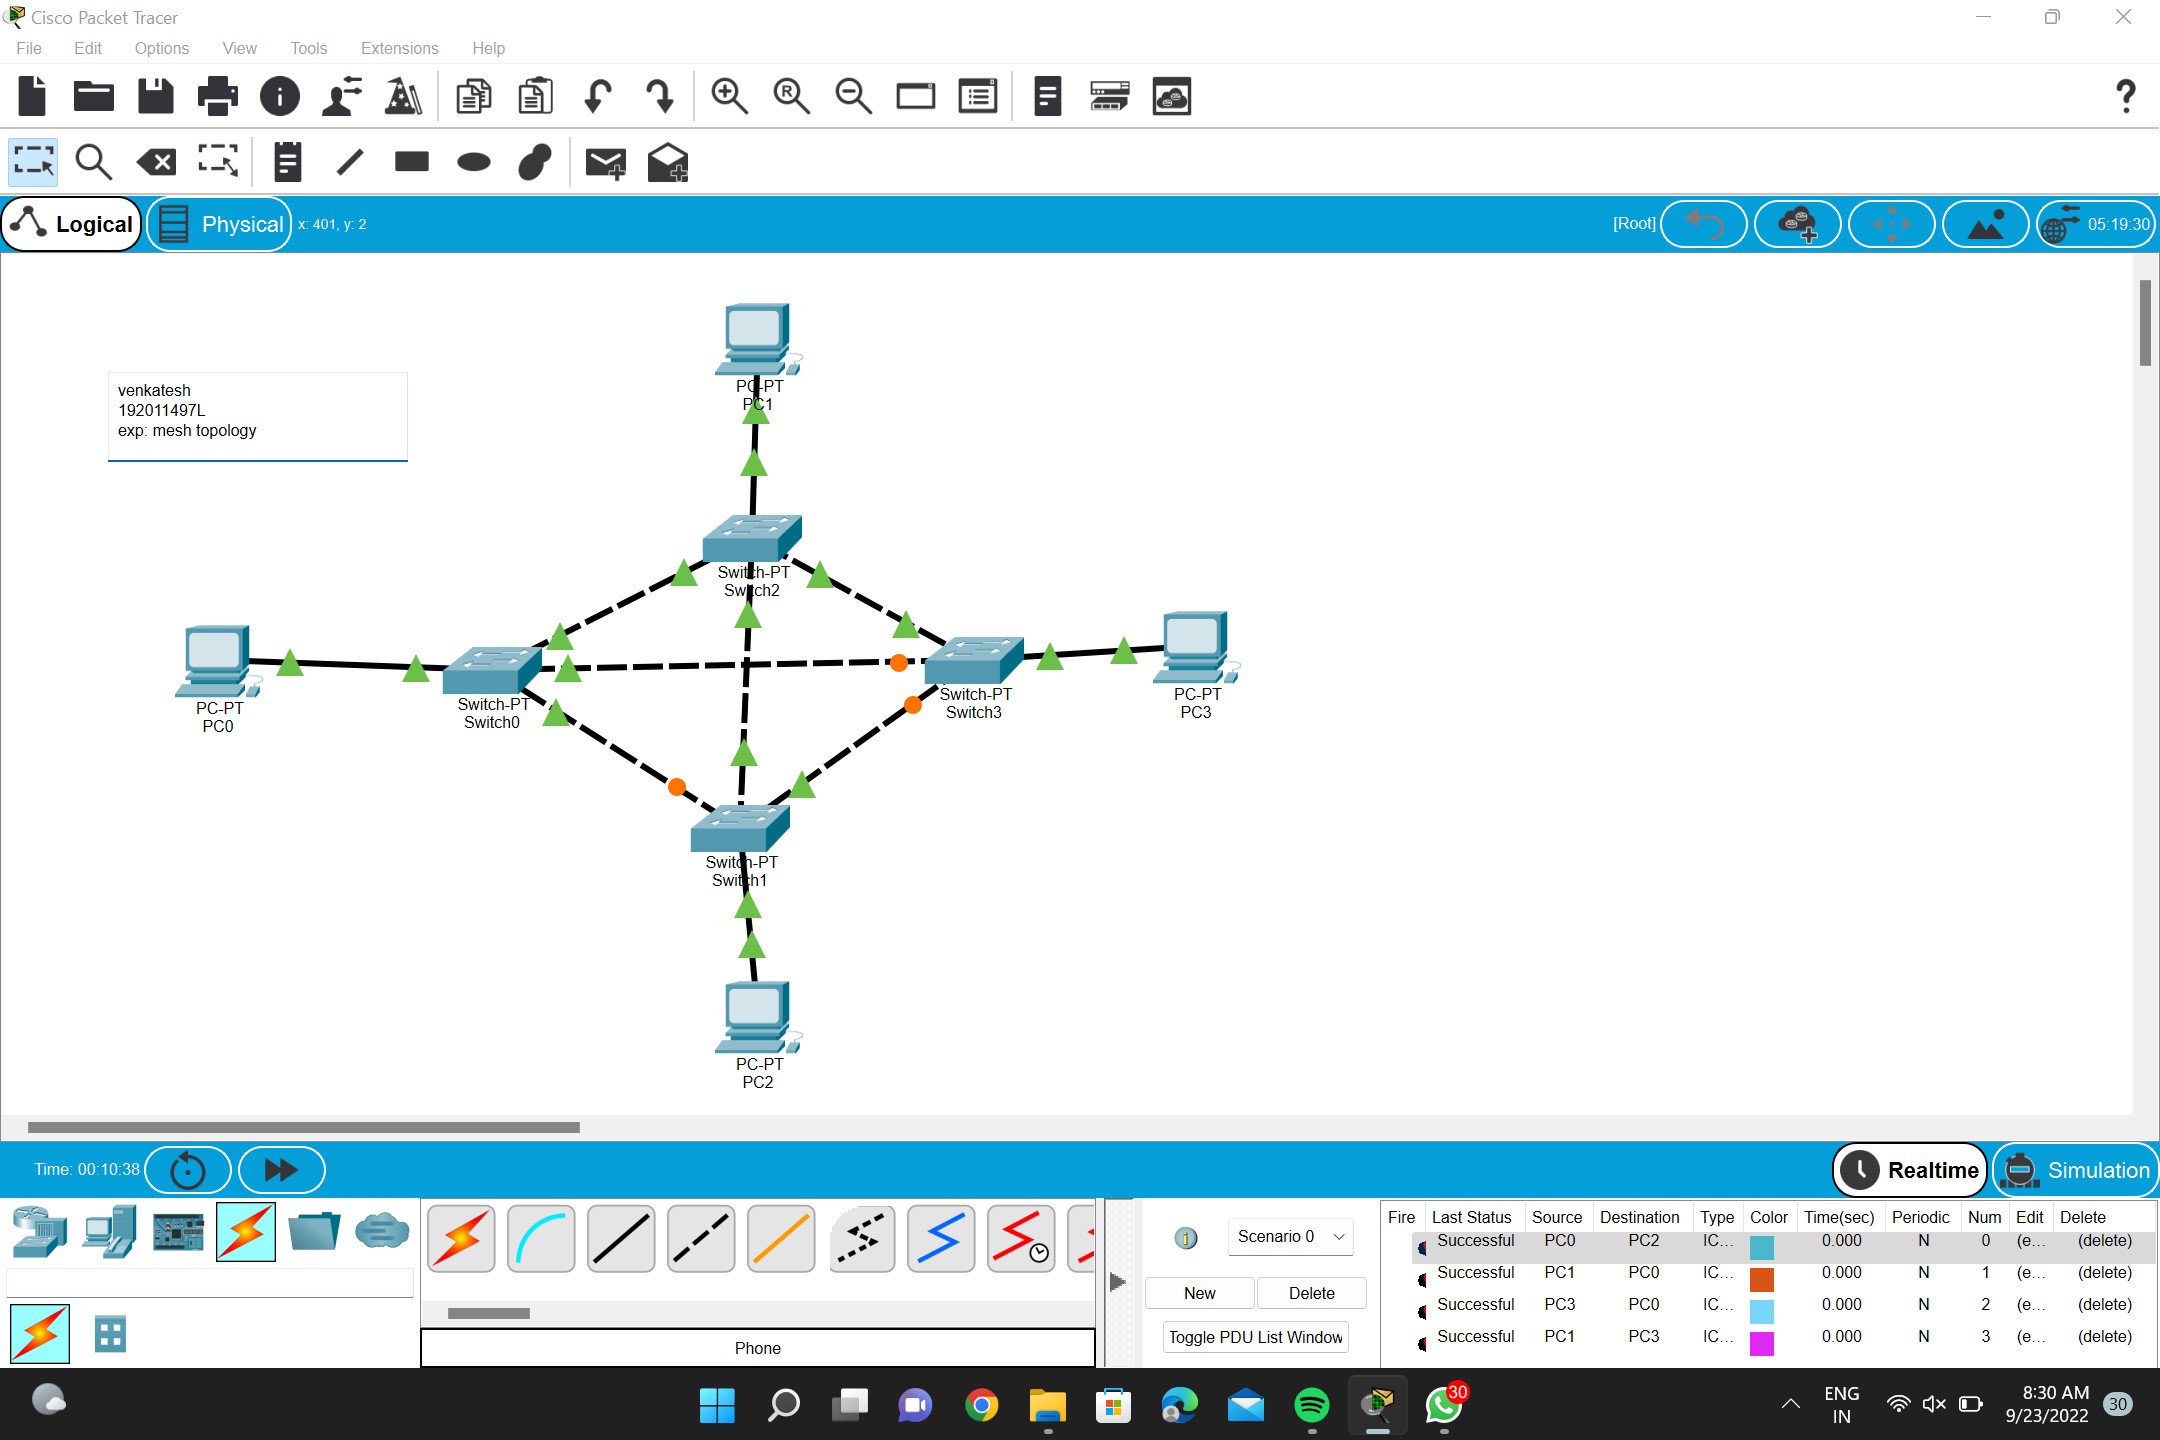 Cisco Packet Tracer
File Edit Options View Tools Extensions Help
Logical Physical x: 401, y: 2 [Root] 05:19:30
venkatesh
192011497L
exp: mesh topology
PC-PT
PC1
Switch-PT
Switch2
PC-PT
PC0
Switch-PT
Switch0
Switch-PT
Switch3
PC-PT
PC3
Switch-PT
Switch1
PC-PT
PC2
Time: 00:10:38 Realtime Simulation
Scenario 0
New Delete
Toggle PDU List Window
Phone
Fire Last Status Source Destination Type Color Time(sec) Periodic Num Edit Delete
Successful PC0 PC2 IC... 0.000 N 0 (e... (delete)
Successful PC1 PC0 IC... 0.000 N 1 (e... (delete)
Successful PC3 PC0 IC... 0.000 N 2 (e... (delete)
Successful PC1 PC3 IC... 0.000 N 3 (e... (delete)
30
ENG
IN
8:30 AM
9/23/2022
30